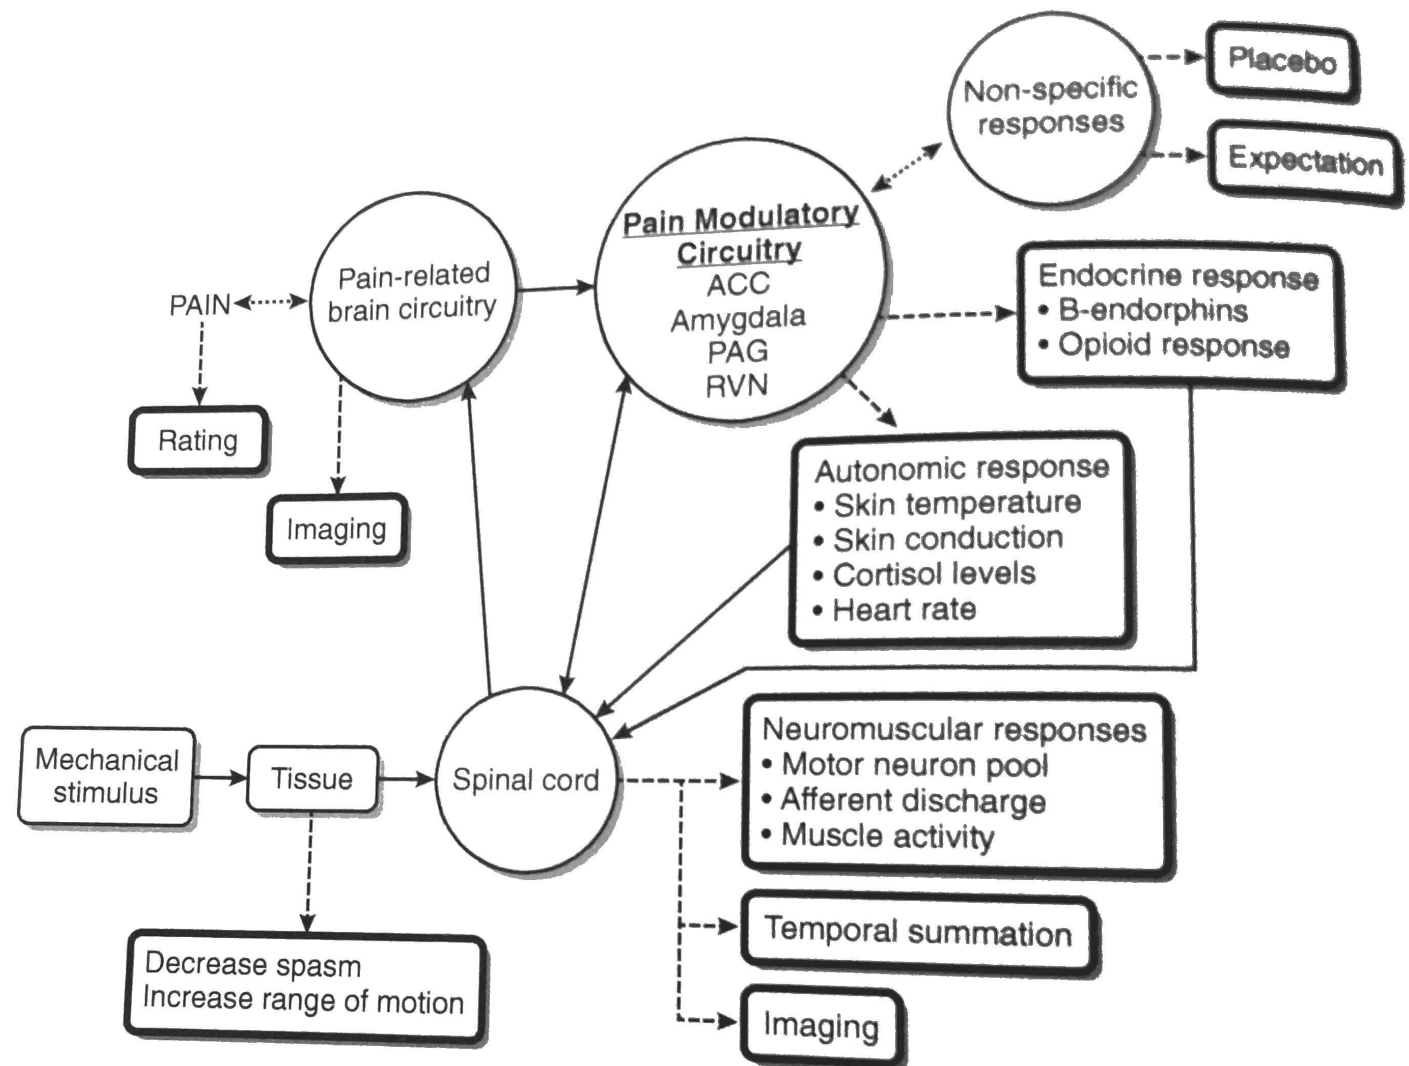 Non-specific
responses
Placebo
Expectation
Pain Modulatory
Circuitry
ACC
Amygdala
PAG
RVN
Pain-related
brain circuitry
PAIN
Rating
Imaging
Endocrine response
• B-endorphins
• Opioid response
Autonomic response
• Skin temperature
• Skin conduction
• Cortisol levels
• Heart rate
Mechanical
stimulus
Tissue
Spinal cord
Neuromuscular responses
• Motor neuron pool
• Afferent discharge
• Muscle activity
Temporal summation
Imaging
Decrease spasm
Increase range of motion